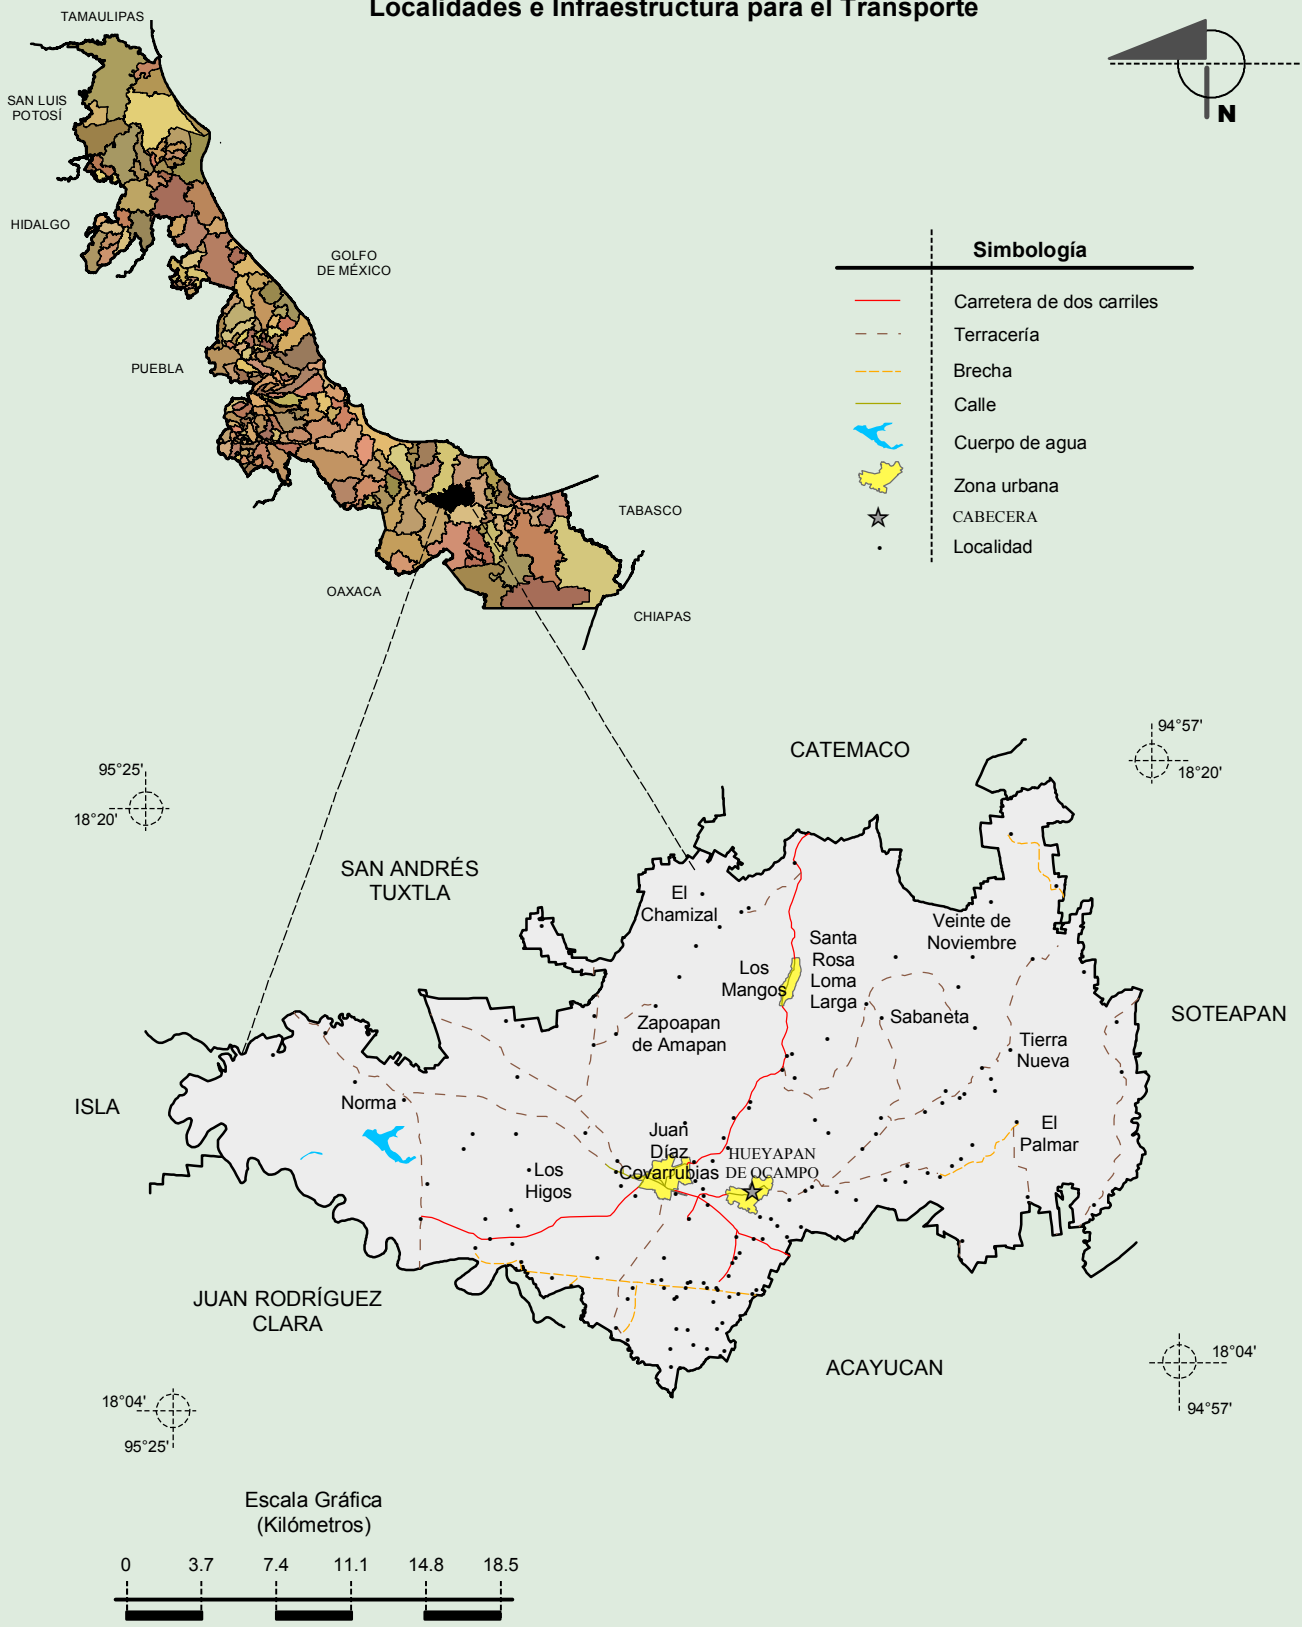 Localidades e Infraestructura para el Transporte
TAMAULIPAS
SAN LUIS
POTOSÍ
HIDALGO
GOLFO
DE MÉXICO
PUEBLA
TABASCO
OAXACA
CHIAPAS
N
Simbología
Carretera de dos carriles
Terracería
Brecha
Calle
Cuerpo de agua
Zona urbana
CABECERA
Localidad
95°25'
18°20'
94°57'
18°20'
CATEMACO
SAN ANDRÉS
TUXTLA
SOTEAPAN
ISLA
JUAN RODRÍGUEZ
CLARA
ACAYUCAN
El
Chamizal
Los
Mangos
Santa
Rosa
Loma
Larga
Veinte de
Noviembre
Sabaneta
Zapoapan
de Amapan
Tierra
Nueva
Norma
El
Palmar
Juan
Díaz
Covarrubias
HUEYAPAN
DE OCAMPO
Los
Higos
18°04'
95°25'
18°04'
94°57'
Escala Gráfica
(Kilómetros)
0 3.7 7.4 11.1 14.8 18.5